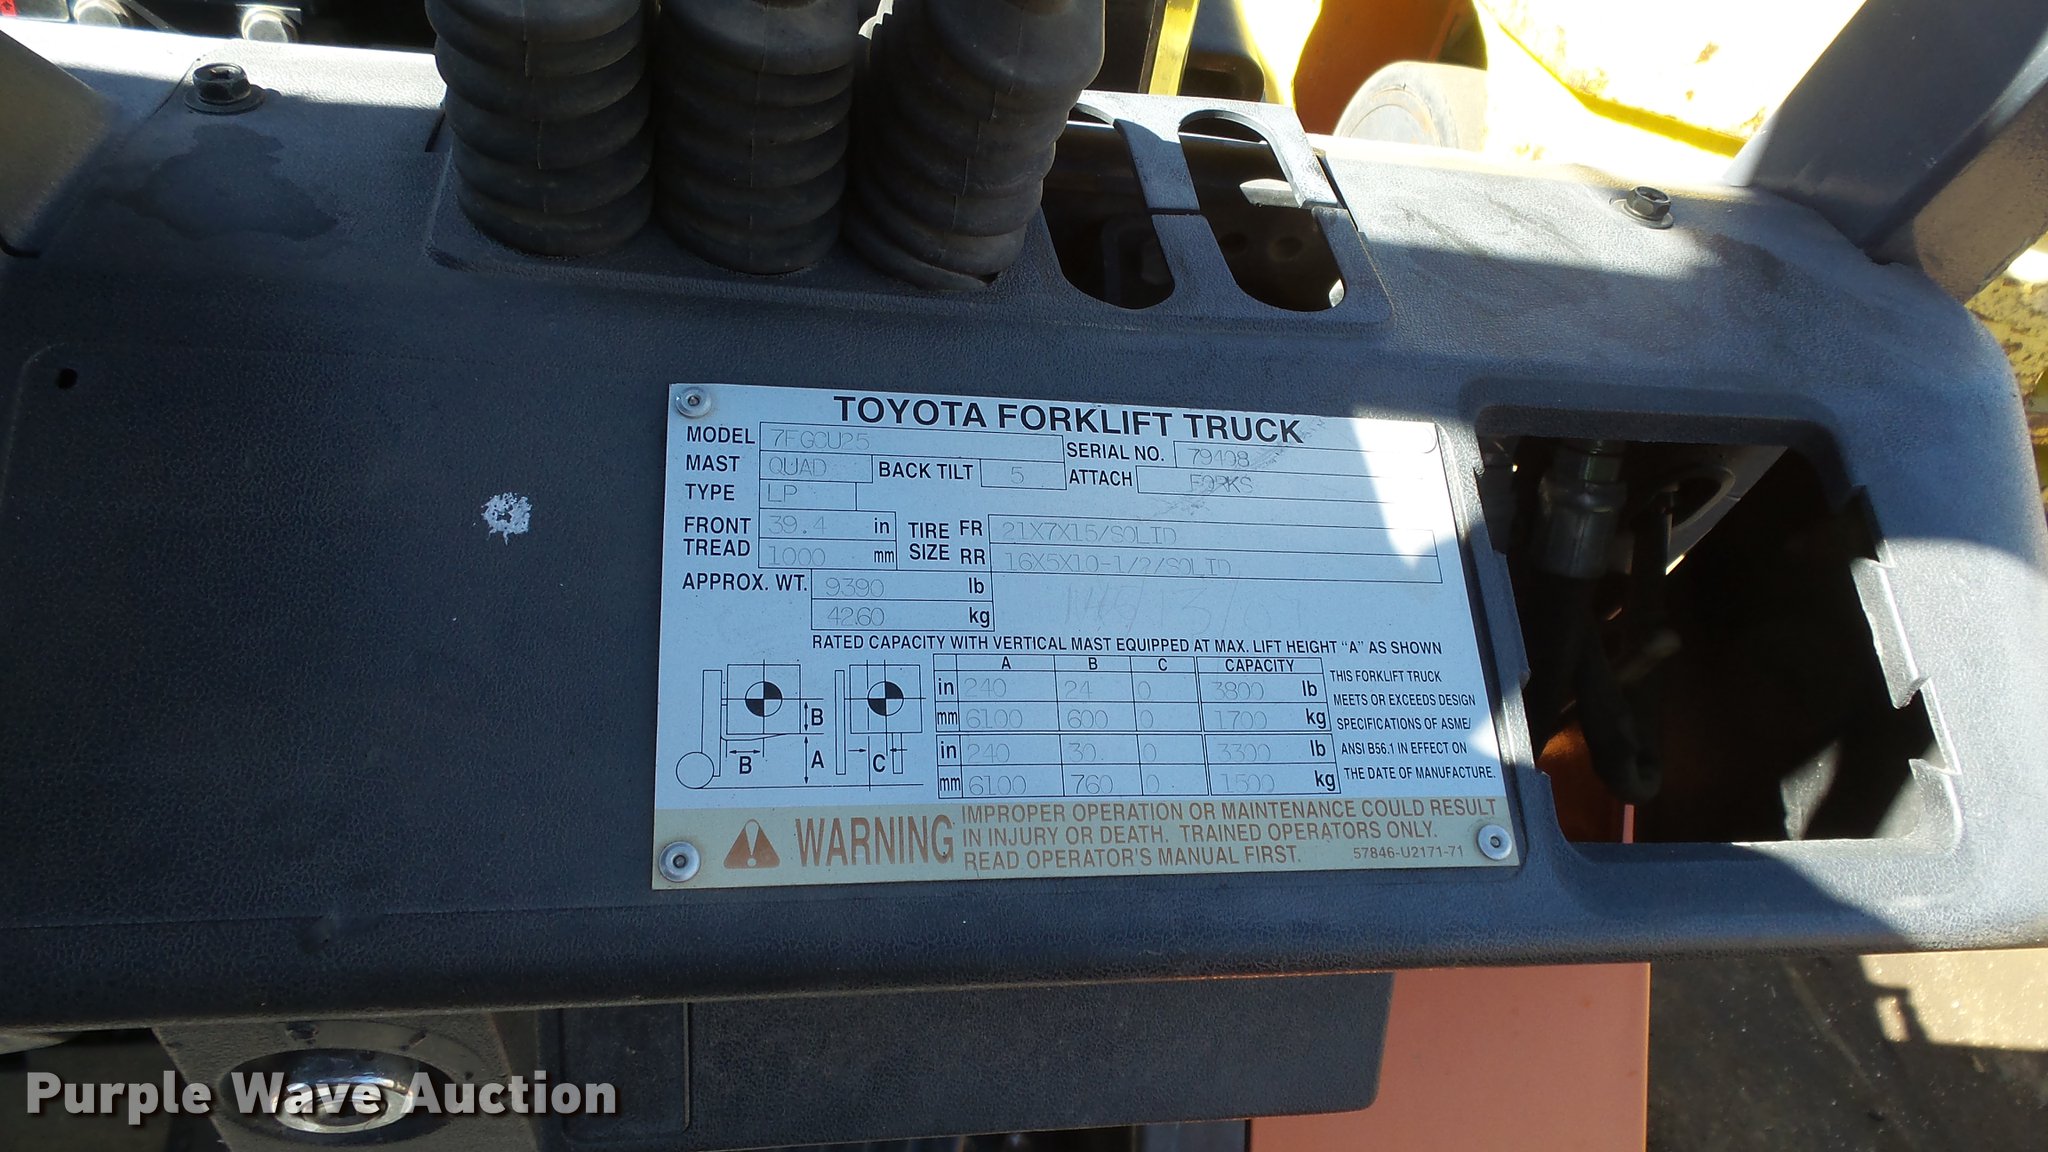 TOYOTA FORKLIFT TRUCK
MODEL 7FGCU25 SERIAL NO. 79408
MAST QUAD BACK TILT 5 ATTACH FORKS
TYPE LP
FRONT TREAD 39.4 in TIRE SIZE FR 21X7X15/SOLID
1000 mm RR 16X5X10-1/2/SOLID
APPROX. WT. 9390 lb
4260 kg
RATED CAPACITY WITH VERTICAL MAST EQUIPPED AT MAX. LIFT HEIGHT "A" AS SHOWN
A B C CAPACITY
in 240 24 0 3800 lb
mm 6100 600 0 1700 kg
in 240 30. 0 3300 lb
mm 6100 760 0 1500 kg
B A B C
THIS FORKLIFT TRUCK
MEETS OR EXCEEDS DESIGN
SPECIFICATIONS OF ASME/
ANSI B56.1 IN EFFECT ON
THE DATE OF MANUFACTURE.
WARNING
IMPROPER OPERATION OR MAINTENANCE COULD RESULT
IN INJURY OR DEATH. TRAINED OPERATORS ONLY.
READ OPERATOR'S MANUAL FIRST. 57846-U2171-71
Purple Wave Auction